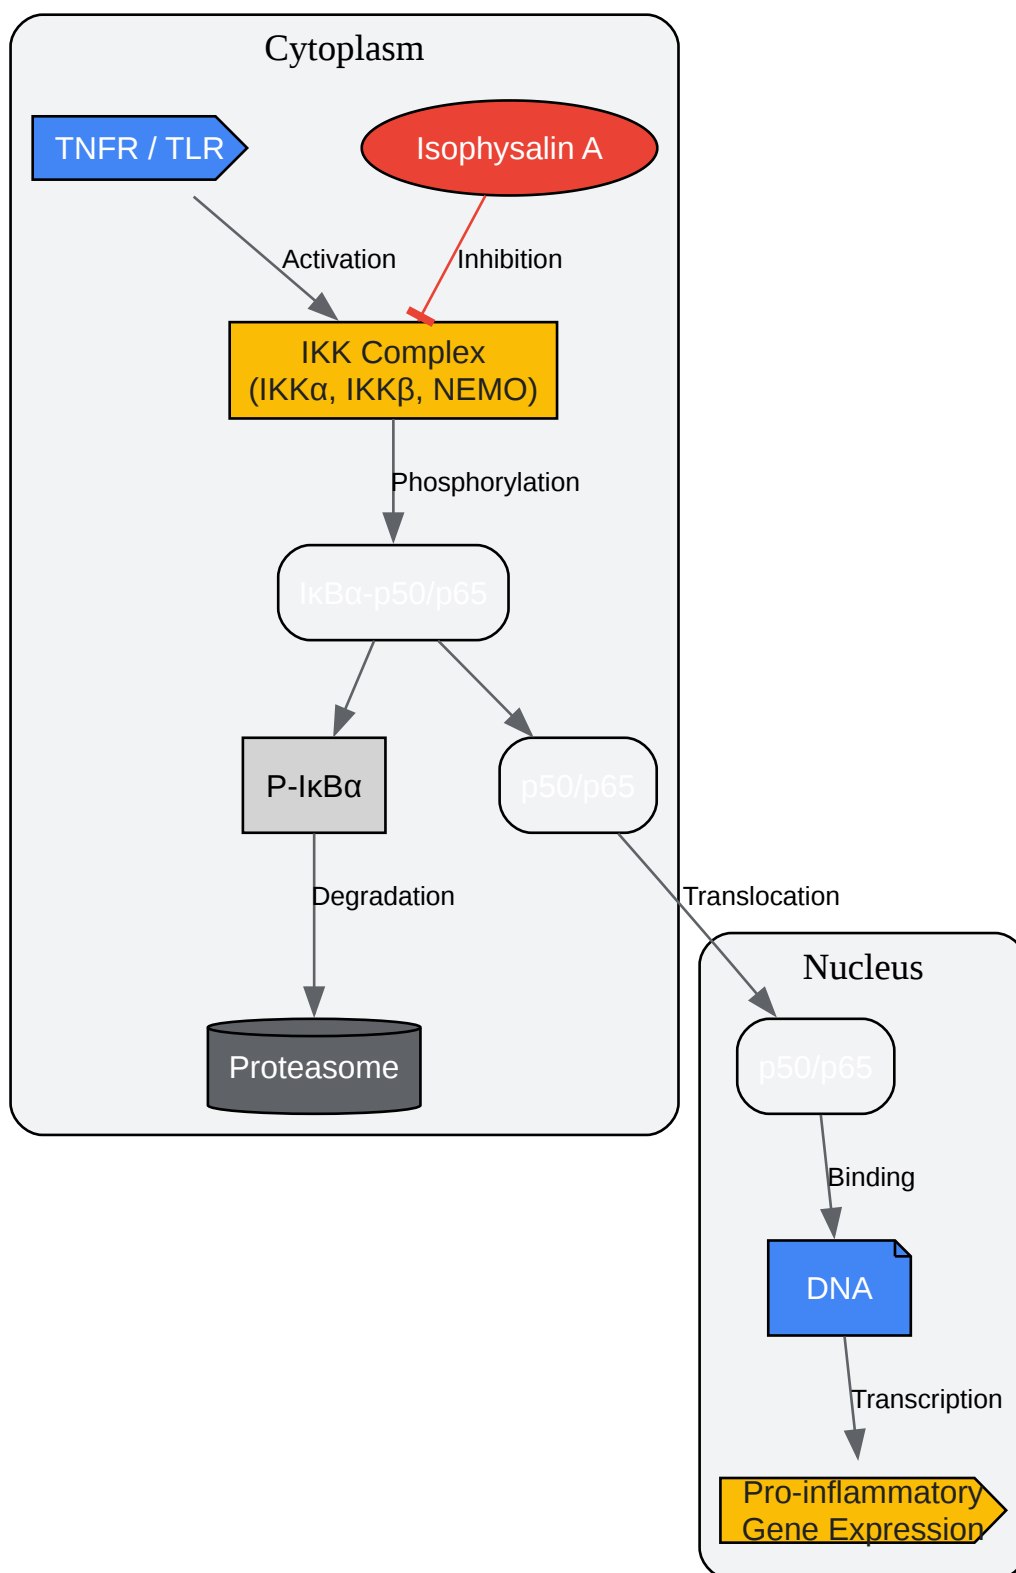 Cytoplasm
TNFR / TLR
Isophysalin A
Activation
Inhibition
IKK Complex
(IKKα, IKKβ, NEMO)
Phosphorylation
IκBα-p50/p65
P-IκBα
p50/p65
Degradation
Translocation
Nucleus
Proteasome
p50/p65
Binding
DNA
Transcription
Pro-inflammatory
Gene Expression